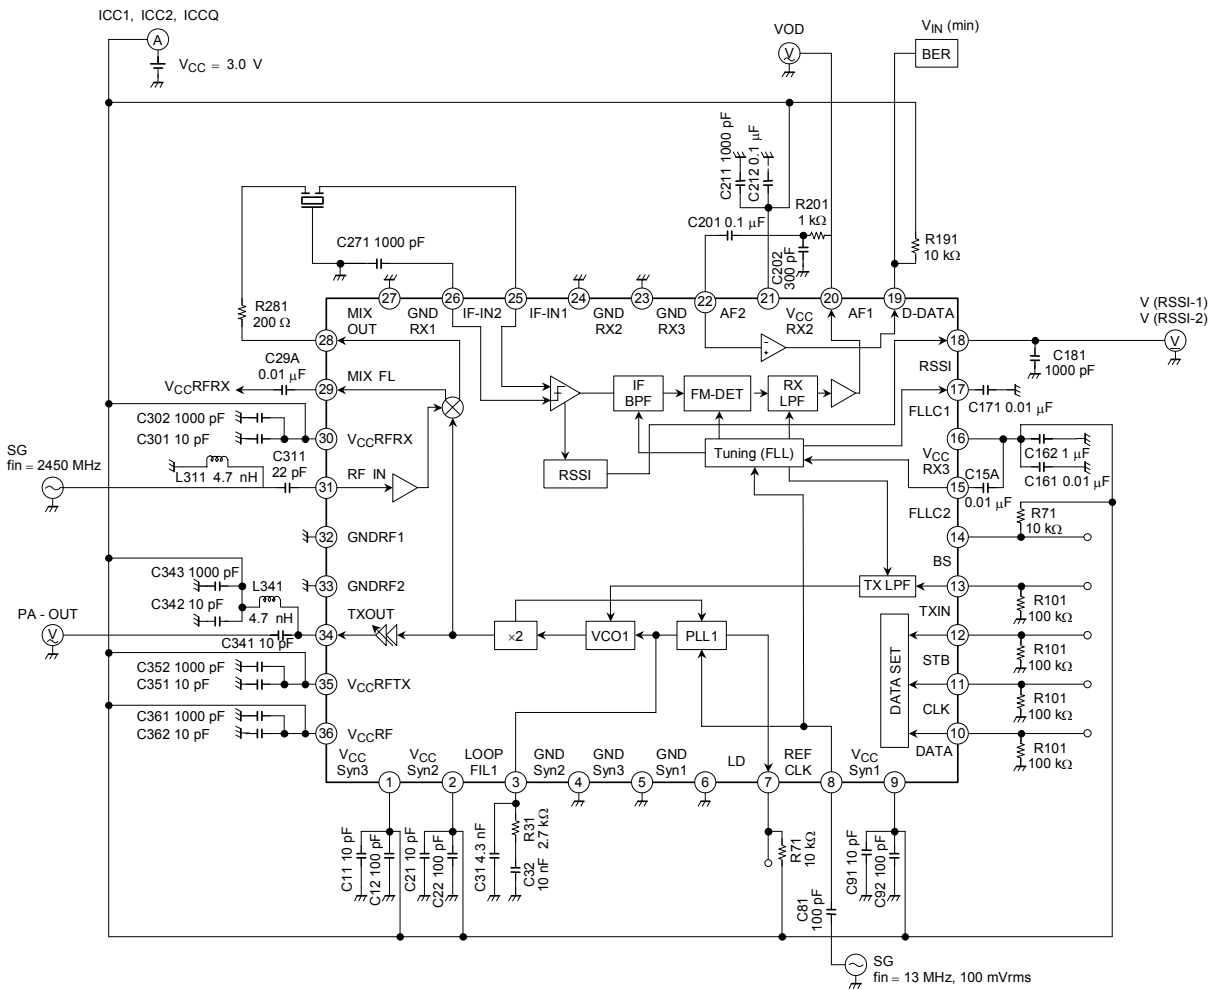 ICC1, ICC2, ICCQ
A
VCC = 3.0 V
VOD
V
VIN (min)
BER
C211 1000 pF
C212 0.1 μF
R201
1 kΩ
C201 0.1 μF
C202
300 pF
R191
10 kΩ
C271 1000 pF
R281
200 Ω
27
26
25
24
23
22
21
20
19
MIX
OUT
GND
RX1
IF-IN2
IF-IN1
GND
RX2
GND
RX3
AF2
VCC
RX2
AF1
D-DATA
28
29
30
31
32
33
34
35
36
C29A
0.01 μF
VCCRFRX
MIX FL
C302 1000 pF
C301 10 pF
VCCRFRX
SG
fin = 2450 MHz
L311 4.7 nH
C311
22 pF
RF IN
GNDRF1
GNDRF2
C343 1000 pF
C342 10 pF
L341
4.7 nH
TXOUT
PA - OUT
V
C341 10 pF
C352 1000 pF
C351 10 pF
VCCRFTX
C361 1000 pF
C362 10 pF
VCCRF
-
+
IF
BPF
FM-DET
RX
LPF
RSSI
Tuning (FLL)
TX LPF
×2
VCO1
PLL1
DATA SET
18
17
16
15
14
13
12
11
10
RSSI
FLLC1
VCC
RX3
FLLC2
BS
TXIN
STB
CLK
DATA
V (RSSI-1)
V (RSSI-2)
V
C181
1000 pF
C171 0.01 μF
C162 1 μF
C161 0.01 μF
C15A
0.01 μF
R71
10 kΩ
R101
100 kΩ
R101
100 kΩ
R101
100 kΩ
R101
100 kΩ
VCC
Syn3
VCC
Syn2
LOOP
FIL1
GND
Syn2
GND
Syn3
GND
Syn1
LD
REF
CLK
VCC
Syn1
1
2
3
4
5
6
7
8
9
C11 10 pF
C12 100 pF
C21 10 pF
C22 100 pF
C31 4.3 nF
R31
2.7 kΩ
C32
10 nF
R71
10 kΩ
C81
100 pF
C91 10 pF
C92 100 pF
SG
fin = 13 MHz, 100 mVrms